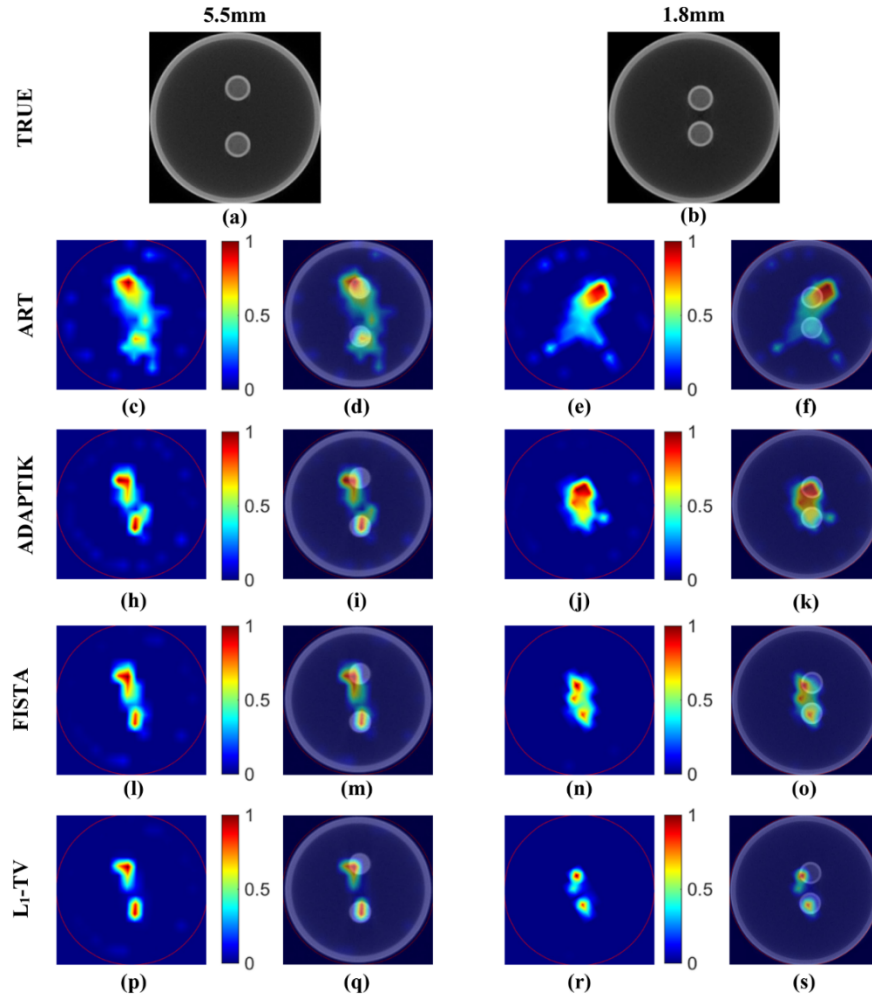 5.5mm 1.8mm
TRUE
(a) (b)
ART
1 1
0.5 0.5
0 0
(c) (d) (e) (f)
ADAPTIK
1 1
0.5 0.5
0 0
(h) (i) (j) (k)
FISTA
1 1
0.5 0.5
0 0
(l) (m) (n) (o)
L₁-TV
1 1
0.5 0.5
0 0
(p) (q) (r) (s)